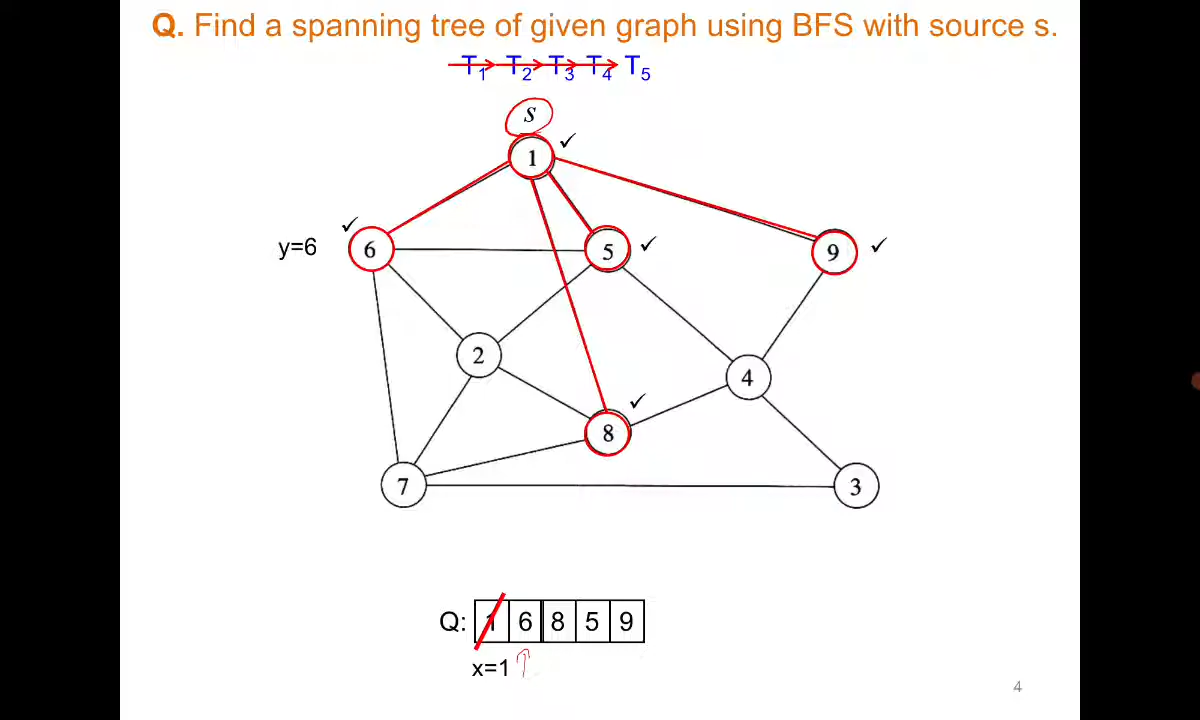 Q. Find a spanning tree of given graph using BFS with source s.
T1 T2 T3 T4 T5
s
1 ✓
✓
y=6 6 5 ✓ 9 ✓
2 4
✓
8
7 3
Q: 1 6 8 5 9
x=1 ↑
4